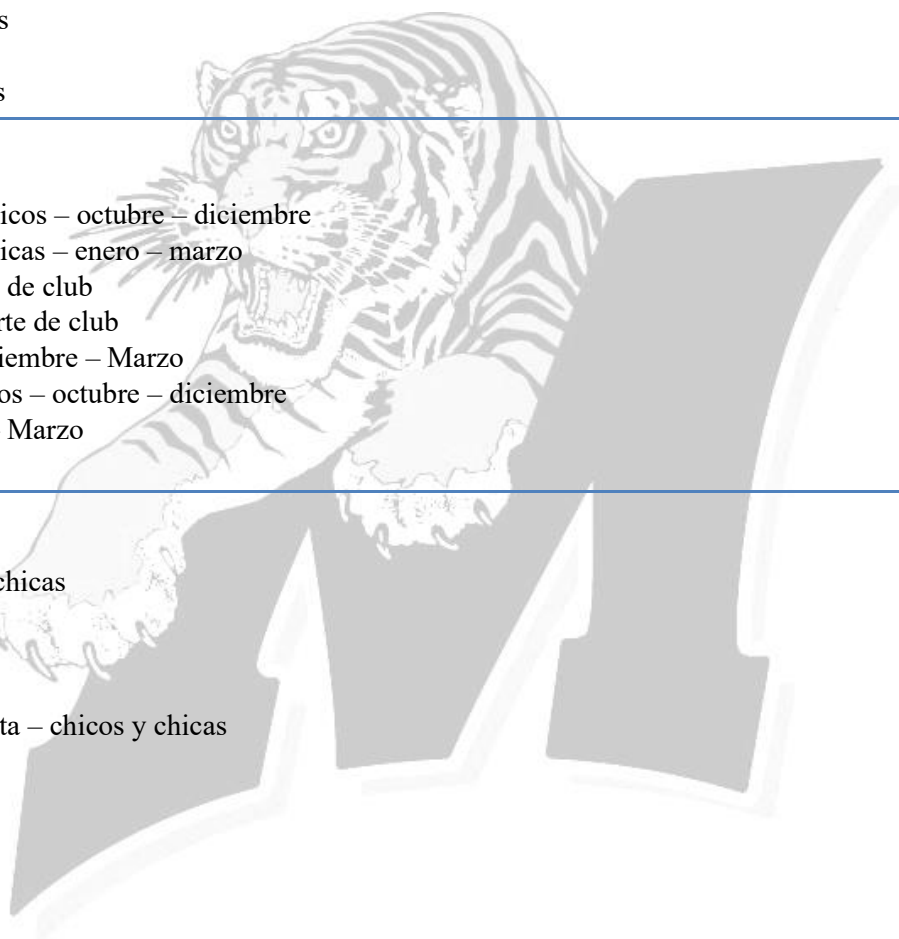 s
s
icos – octubre – diciembre
icas – enero – marzo
de club
rte de club
iembre – Marzo
os – octubre – diciembre
- Marzo
chicas
ta – chicos y chicas
M